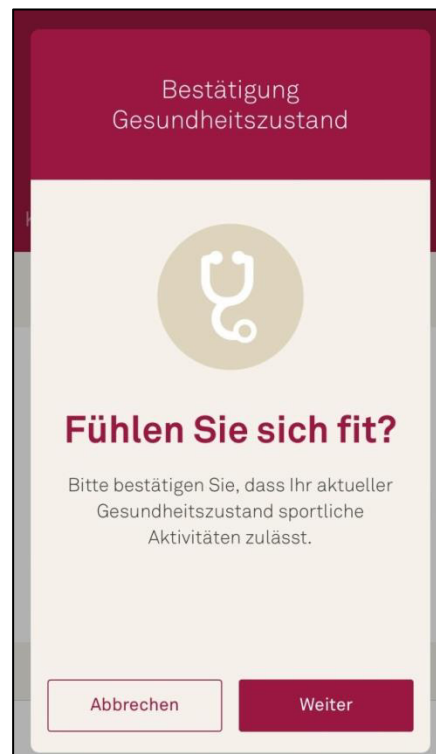 Bestätigung
Gesundheitszustand
Fühlen Sie sich fit?
Bitte bestätigen Sie, dass Ihr aktueller
Gesundheitszustand sportliche
Aktivitäten zulässt.
Abbrechen
Weiter